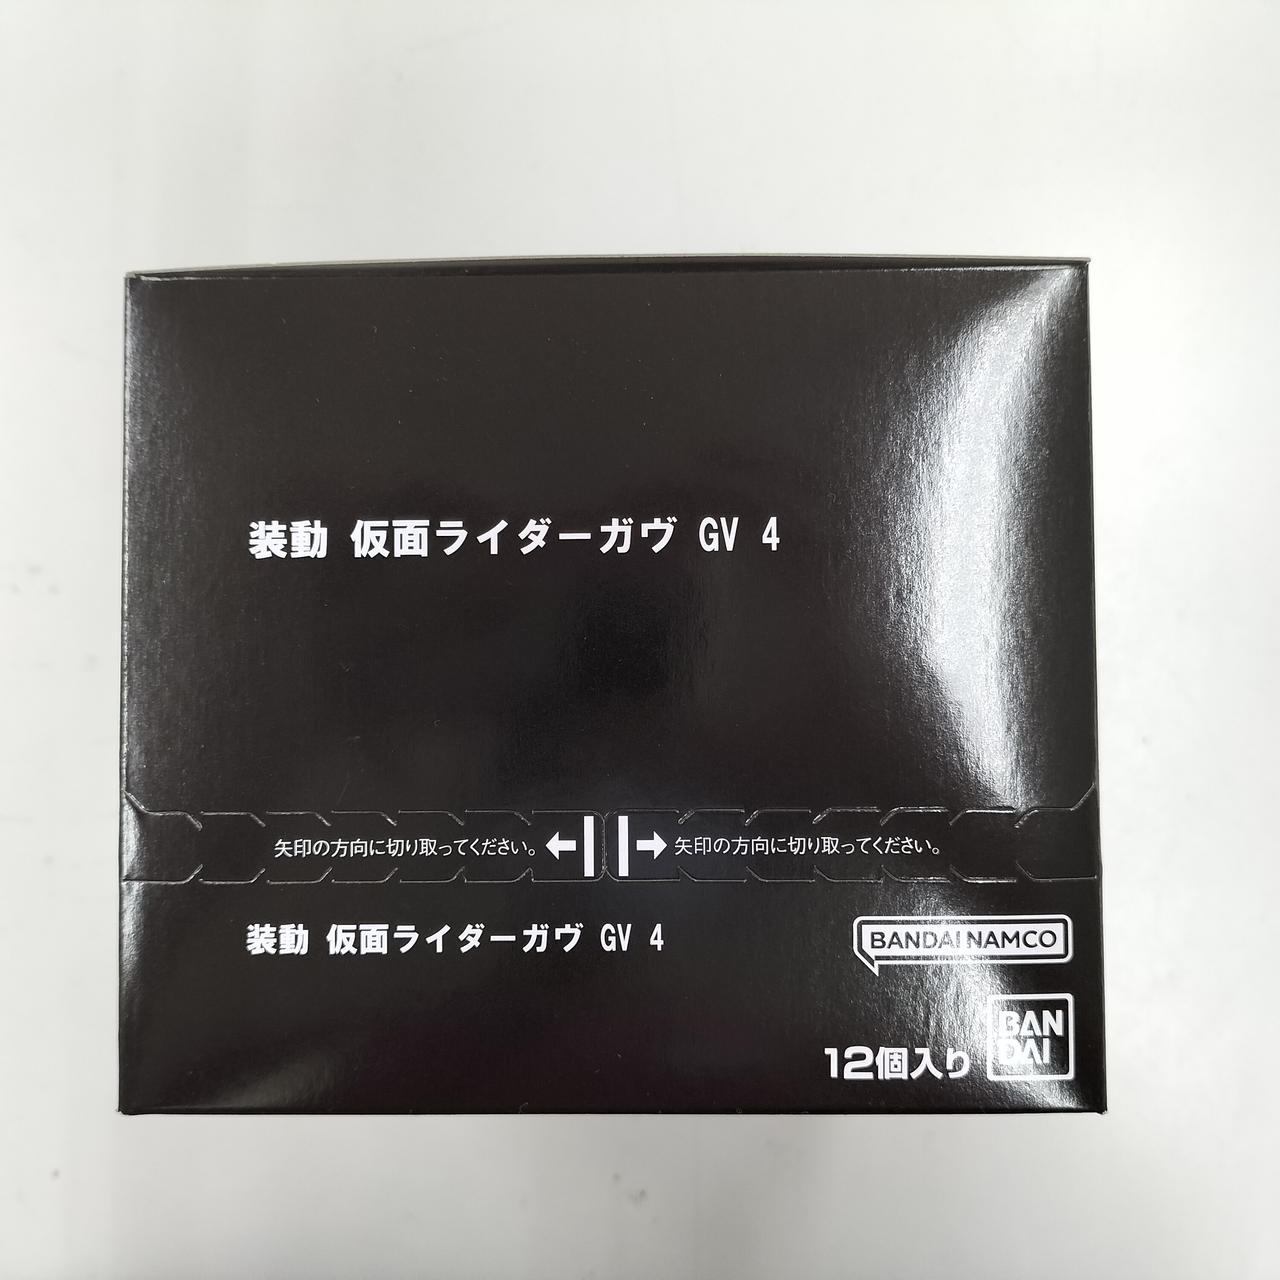 装動 仮面ライダーガヴ GV 4
矢印の方向に切り取ってください。 矢印の方向に切り取ってください。
装動 仮面ライダーガヴ GV 4
BANDAI NAMCO
12個入り
BAN
DAI